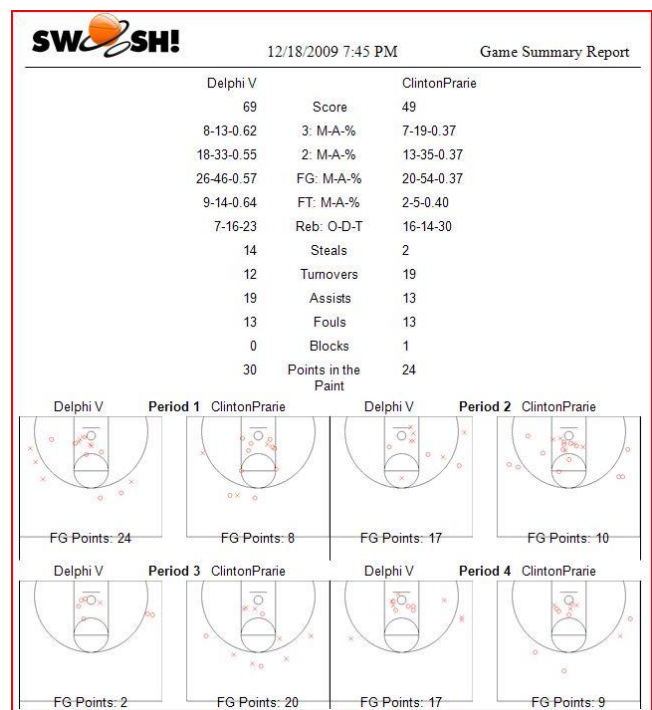 SWOOSH!
12/18/2009 7:45 PM Game Summary Report
Delphi V ClintonPrarie
69 Score 49
8-13-0.62 3: M-A-% 7-19-0.37
18-33-0.55 2: M-A-% 13-35-0.37
26-46-0.57 FG: M-A-% 20-54-0.37
9-14-0.64 FT: M-A-% 2-5-0.40
7-16-23 Reb: O-D-T 16-14-30
14 Steals 2
12 Turnovers 19
19 Assists 13
13 Fouls 13
0 Blocks 1
30 Points in the 24
Paint
Delphi V Period 1 ClintonPrarie Delphi V Period 2 ClintonPrarie
FG Points: 24 FG Points: 8 FG Points: 17 FG Points: 10
Delphi V Period 3 ClintonPrarie Delphi V Period 4 ClintonPrarie
FG Points: 2 FG Points: 20 FG Points: 17 FG Points: 9